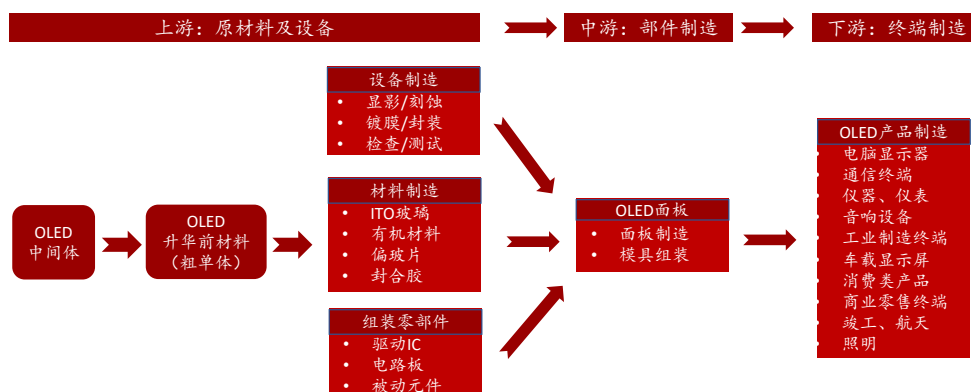 上游：原材料及设备
中游：部件制造
下游：终端制造
设备制造
• 显影/刻蚀
• 镀膜/封装
• 检查/测试
OLED
中间体
OLED
升华前材料
（粗单体）
材料制造
• ITO玻璃
• 有机材料
• 偏玻片
• 封合胶
组装零部件
• 驱动IC
• 电路板
• 被动元件
OLED面板
• 面板制造
• 模具组装
OLED产品制造
• 电脑显示器
• 通信终端
• 仪器、仪表
• 音响设备
• 工业制造终端
• 车载显示屏
• 消费类产品
• 商业零售终端
• 竣工、航天
• 照明